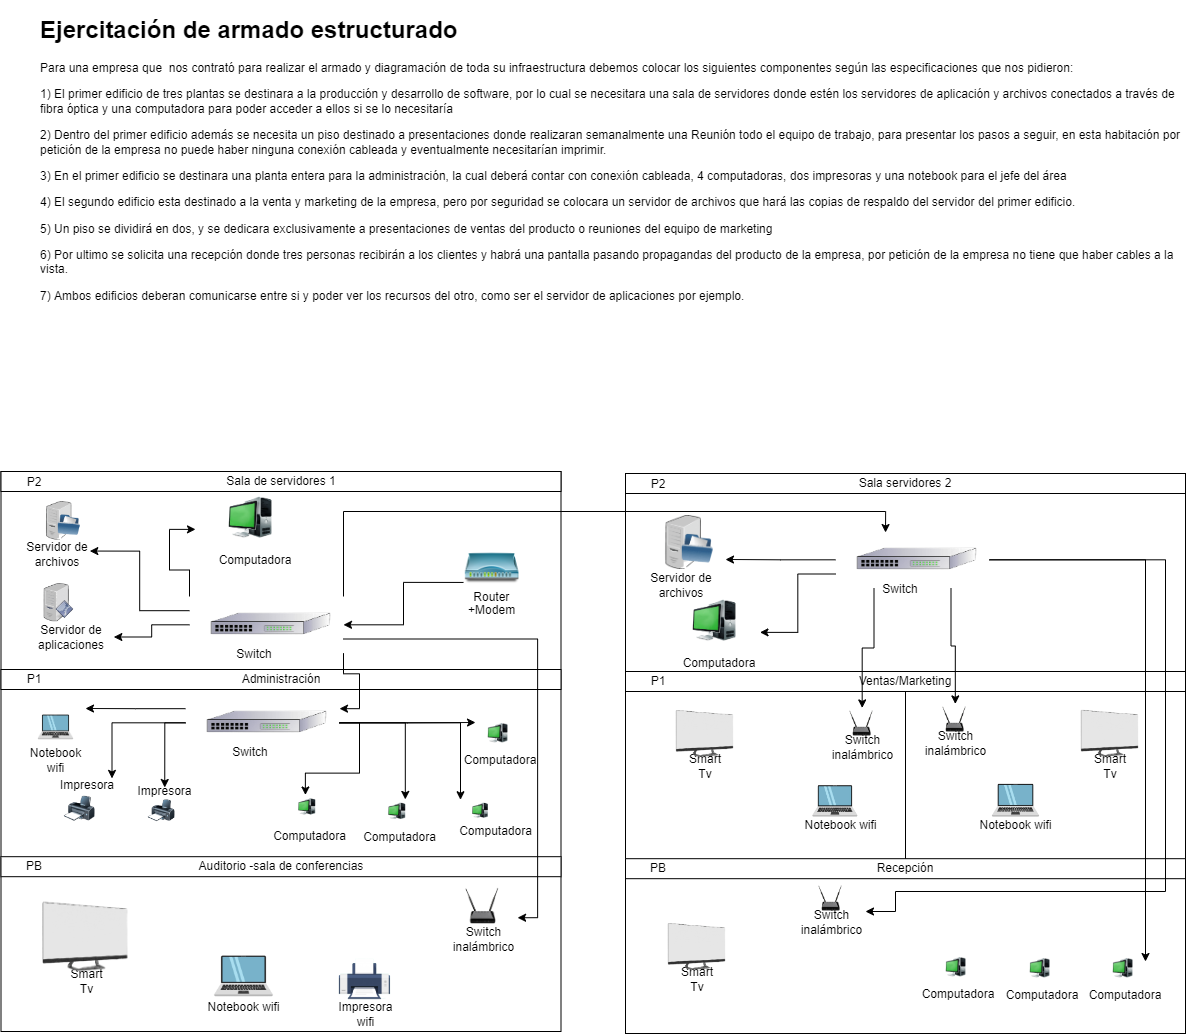 Ejercitación de armado estructurado
Para una empresa que  nos contrató para realizar el armado y diagramación de toda su infraestructura debemos colocar los siguientes componentes según las especificaciones que nos pidieron:
1) El primer edificio de tres plantas se destinara a la producción y desarrollo de software, por lo cual se necesitara una sala de servidores donde estén los servidores de aplicación y archivos conectados a través de
fibra óptica y una computadora para poder acceder a ellos si se lo necesitaría
2) Dentro del primer edificio además se necesita un piso destinado a presentaciones donde realizaran semanalmente una Reunión todo el equipo de trabajo, para presentar los pasos a seguir, en esta habitación por
petición de la empresa no puede haber ninguna conexión cableada y eventualmente necesitarían imprimir.
3) En el primer edificio se destinara una planta entera para la administración, la cual deberá contar con conexión cableada, 4 computadoras, dos impresoras y una notebook para el jefe del área
4) El segundo edificio esta destinado a la venta y marketing de la empresa, pero por seguridad se colocara un servidor de archivos que hará las copias de respaldo del servidor del primer edificio.
5) Un piso se dividirá en dos, y se dedicara exclusivamente a presentaciones de ventas del producto o reuniones del equipo de marketing
6) Por ultimo se solicita una recepción donde tres personas recibirán a los clientes y habrá una pantalla pasando propagandas del producto de la empresa, por petición de la empresa no tiene que haber cables a la
vista.
7) Ambos edificios deberan comunicarse entre si y poder ver los recursos del otro, como ser el servidor de aplicaciones por ejemplo.
P2
Sala de servidores 1
Servidor de
archivos
Computadora
Servidor de
aplicaciones
Switch
Router
+Modem
P1
Administración
Notebook
wifi
Switch
Impresora
Impresora
Computadora
Computadora
Computadora
Computadora
PB
Auditorio -sala de conferencias
Smart
Tv
Notebook wifi
Impresora
wifi
Switch
inalámbrico
P2
Sala servidores 2
Servidor de
archivos
Switch
Computadora
P1
Ventas/Marketing
Smart
Tv
Switch
inalámbrico
Switch
inalámbrico
Smart
Tv
Notebook wifi
Notebook wifi
PB
Recepción
Switch
inalámbrico
Smart
Tv
Computadora
Computadora
Computadora